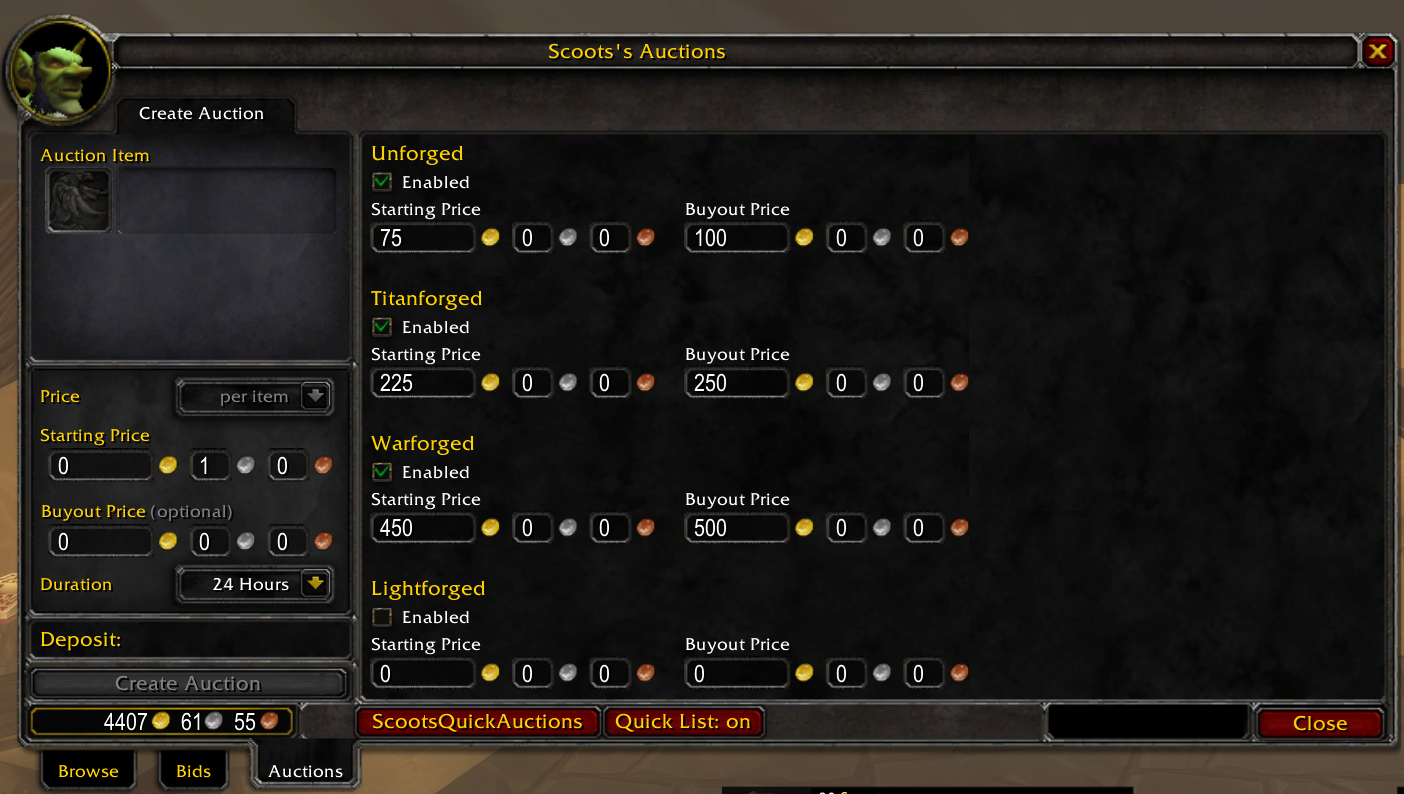 Scoots's Auctions
Create Auction
Auction Item
Price
per item
Starting Price
0 1 0
Buyout Price (optional)
0 0 0
Duration
24 Hours
Deposit:
Create Auction
4407 61 55
Unforged
Enabled
Starting Price Buyout Price
75 0 0 100 0 0
Titanforged
Enabled
Starting Price Buyout Price
225 0 0 250 0 0
Warforged
Enabled
Starting Price Buyout Price
450 0 0 500 0 0
Lightforged
Enabled
Starting Price Buyout Price
0 0 0 0 0 0
ScootsQuickAuctions Quick List: on Close
Browse Bids Auctions